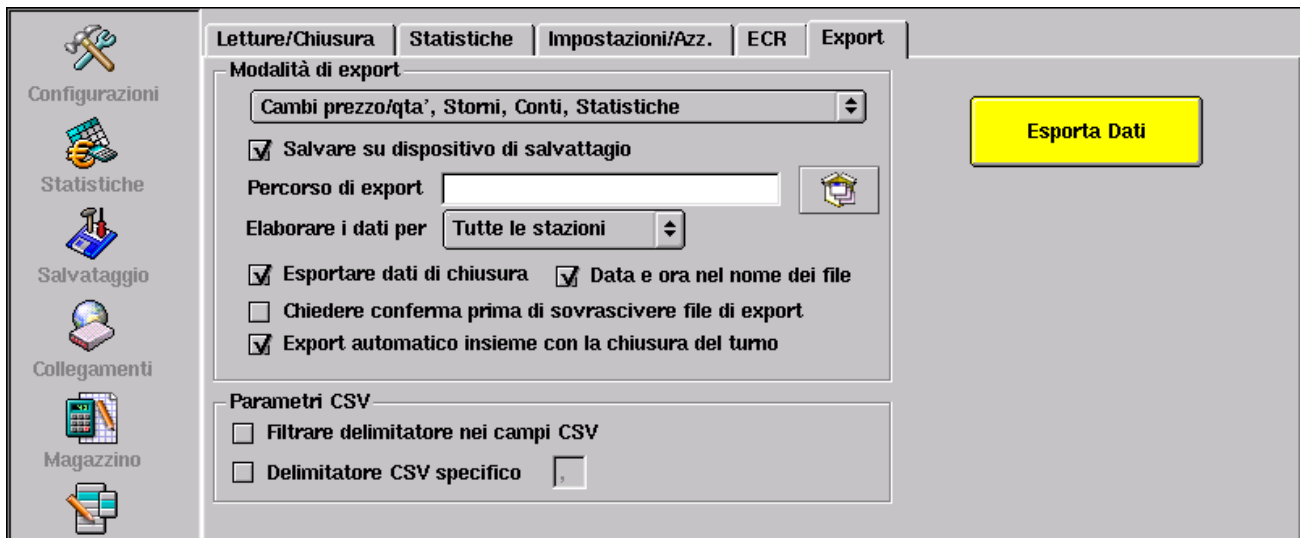 Letture/Chiusura Statistiche Impostazioni/Azz. ECR Export
Configurazioni
Statistiche
Salvataggio
Collegamenti
Magazzino
Modalità di export
Cambi prezzo/qta', Storni, Conti, Statistiche
Salvare su dispositivo di salvattagio
Percorso di export
Elaborare i dati per Tutte le stazioni
Esportare dati di chiusura Data e ora nel nome dei file
Chiedere conferma prima di sovrascivere file di export
Export automatico insieme con la chiusura del turno
Parametri CSV
Filtrare delimitatore nei campi CSV
Delimitatore CSV specifico ,
Esporta Dati